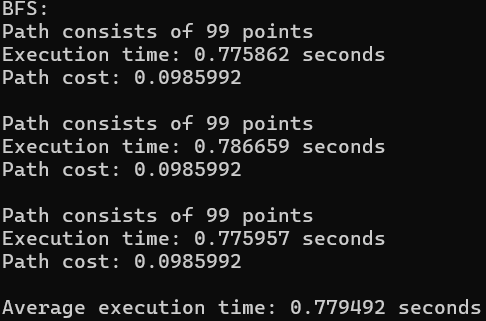 BFS:
Path consists of 99 points
Execution time: 0.775862 seconds
Path cost: 0.0985992
Path consists of 99 points
Execution time: 0.786659 seconds
Path cost: 0.0985992
Path consists of 99 points
Execution time: 0.775957 seconds
Path cost: 0.0985992
Average execution time: 0.779492 seconds